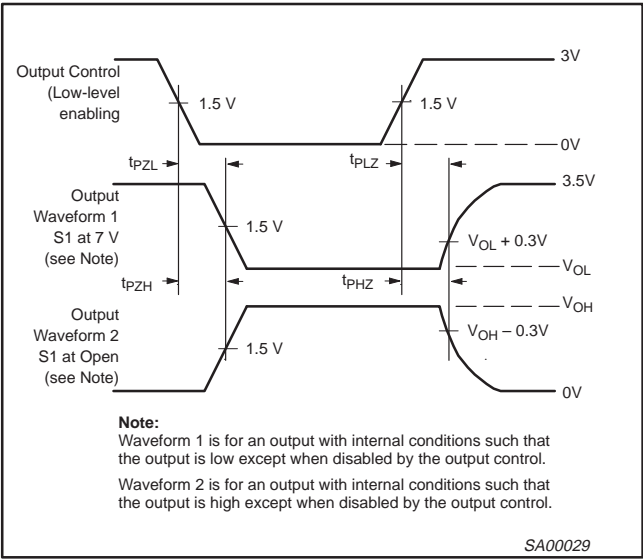 Output Control
(Low-level
enabling
1.5 V
1.5 V
3V
0V
tPZL
tPLZ
Output
Waveform 1
S1 at 7 V
(see Note)
1.5 V
3.5V
VOL + 0.3V
VOL
tPZH
tPHZ
VOH
Output
Waveform 2
S1 at Open
(see Note)
1.5 V
VOH – 0.3V
0V
Note:
Waveform 1 is for an output with internal conditions such that
the output is low except when disabled by the output control.
Waveform 2 is for an output with internal conditions such that
the output is high except when disabled by the output control.
SA00029